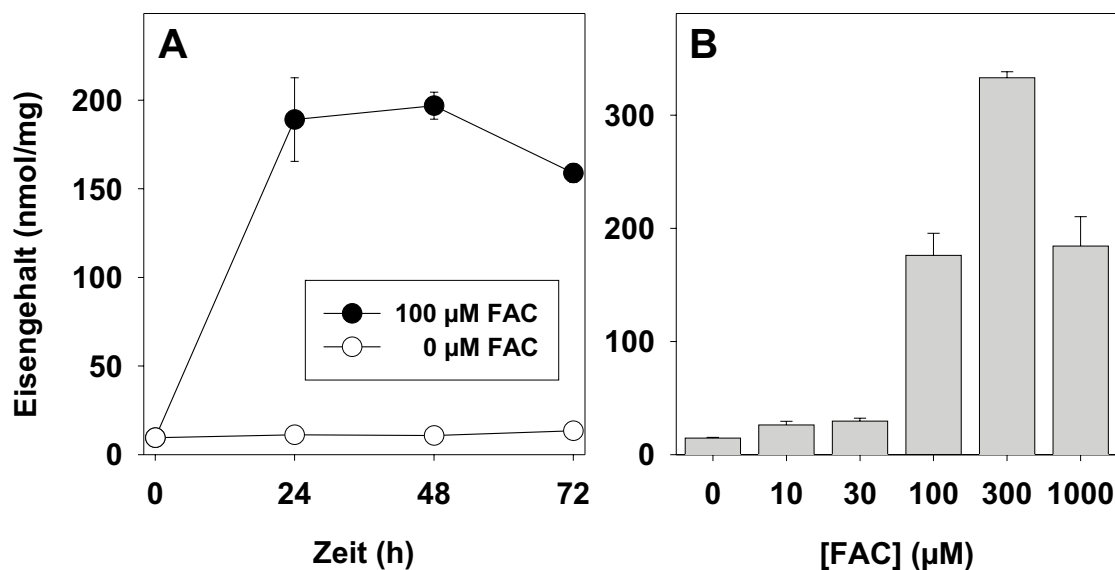 A
B
Eisengehalt (nmol/mg)
200
150
100
50
0
100 µM FAC
0 µM FAC
0 24 48 72
Zeit (h)
300
200
100
0
0 10 30 100 300 1000
[FAC] (µM)